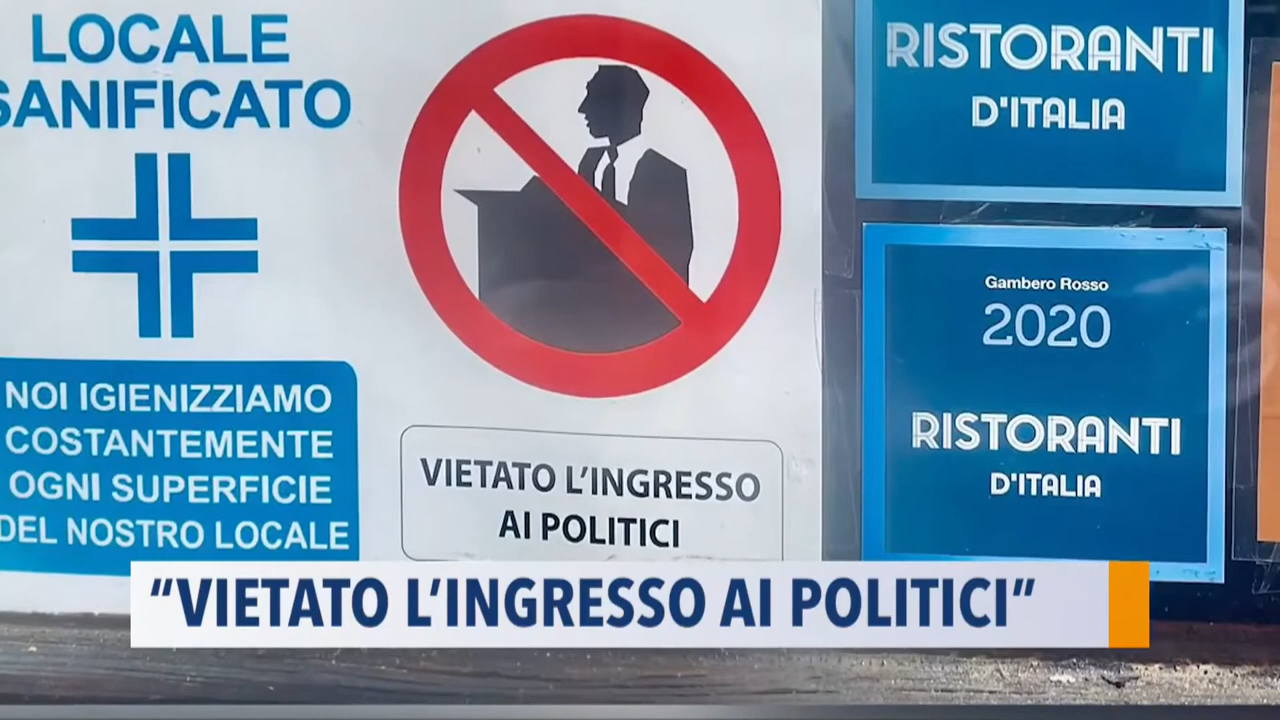 LOCALE
SANIFICATO
NOI IGIENIZZIAMO
COSTANTEMENTE
OGNI SUPERFICIE
DEL NOSTRO LOCALE
VIETATO L'INGRESSO
AI POLITICI
RISTORANTI
D'ITALIA
Gambero Rosso
2020
RISTORANTI
D'ITALIA
“VIETATO L'INGRESSO AI POLITICI”